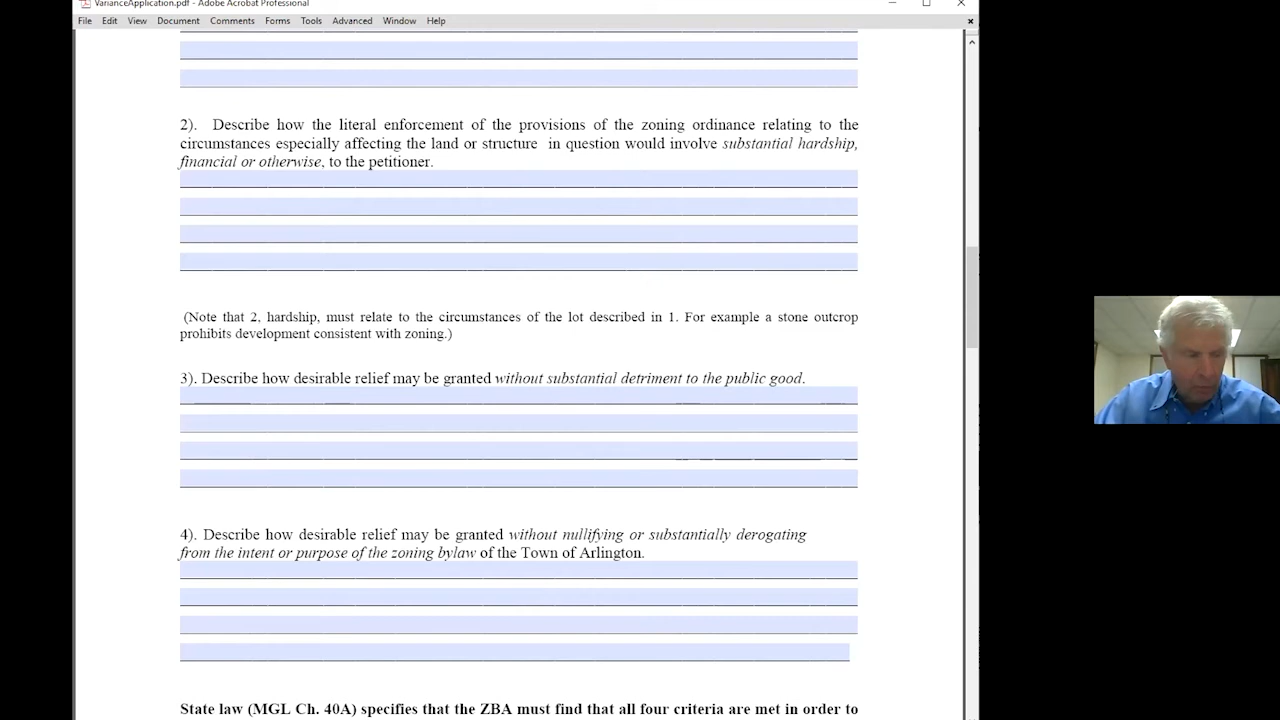 VarianceApplication.pdf - Adobe Acrobat Professional
File Edit View Document Comments Forms Tools Advanced Window Help
2). Describe how the literal enforcement of the provisions of the zoning ordinance relating to the
circumstances especially affecting the land or structure in question would involve substantial hardship,
financial or otherwise, to the petitioner.
(Note that 2, hardship, must relate to the circumstances of the lot described in 1. For example a stone outcrop
prohibits development consistent with zoning.)
3). Describe how desirable relief may be granted without substantial detriment to the public good.
4). Describe how desirable relief may be granted without nullifying or substantially derogating
from the intent or purpose of the zoning bylaw of the Town of Arlington.
State law (MGL Ch. 40A) specifies that the ZBA must find that all four criteria are met in order to